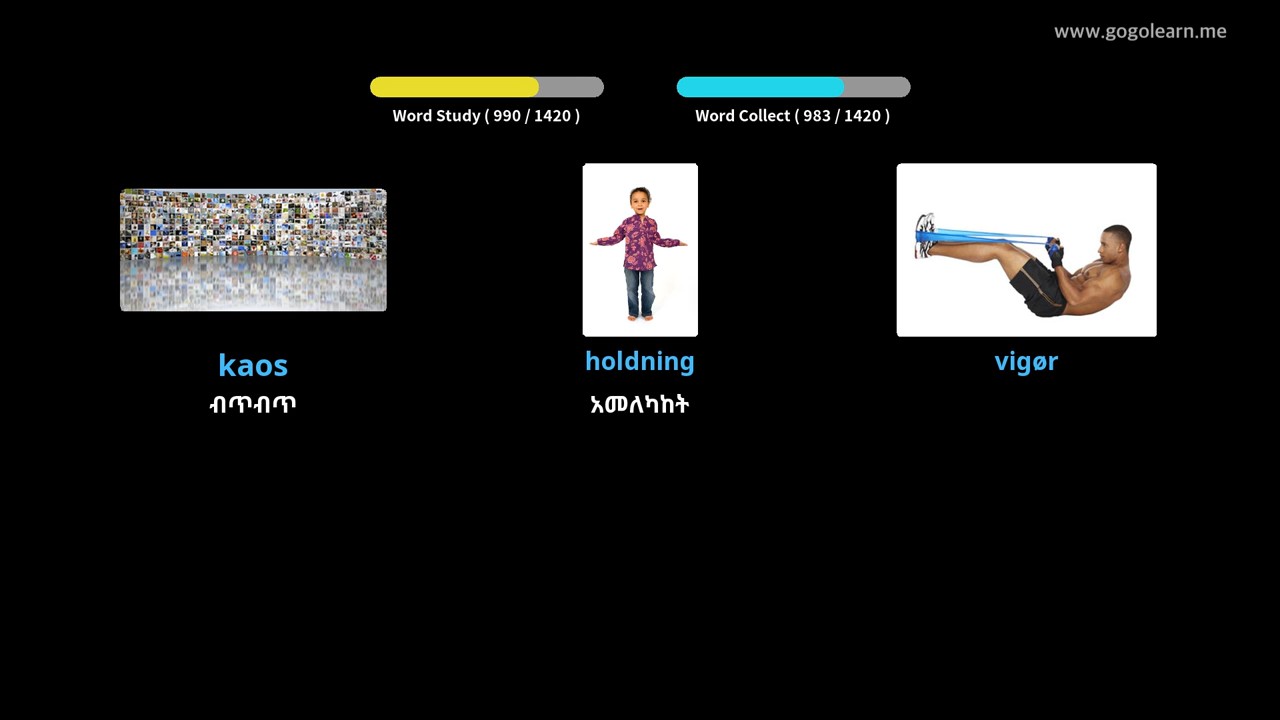 www.gogolearn.me
Word Study ( 990 / 1420 )
Word Collect ( 983 / 1420 )
kaos
ብጥብጥ
holdning
አመለካከት
vigør